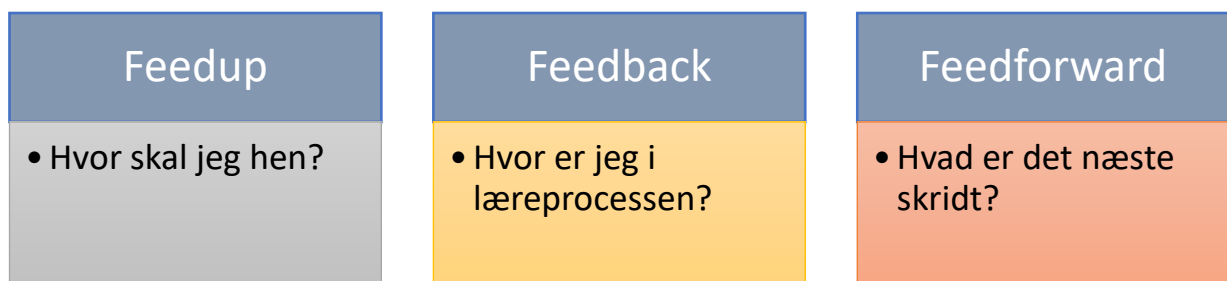 Feedup
• Hvor skal jeg hen?
Feedback
• Hvor er jeg i
læreprocessen?
Feedforward
• Hvad er det næste
skridt?